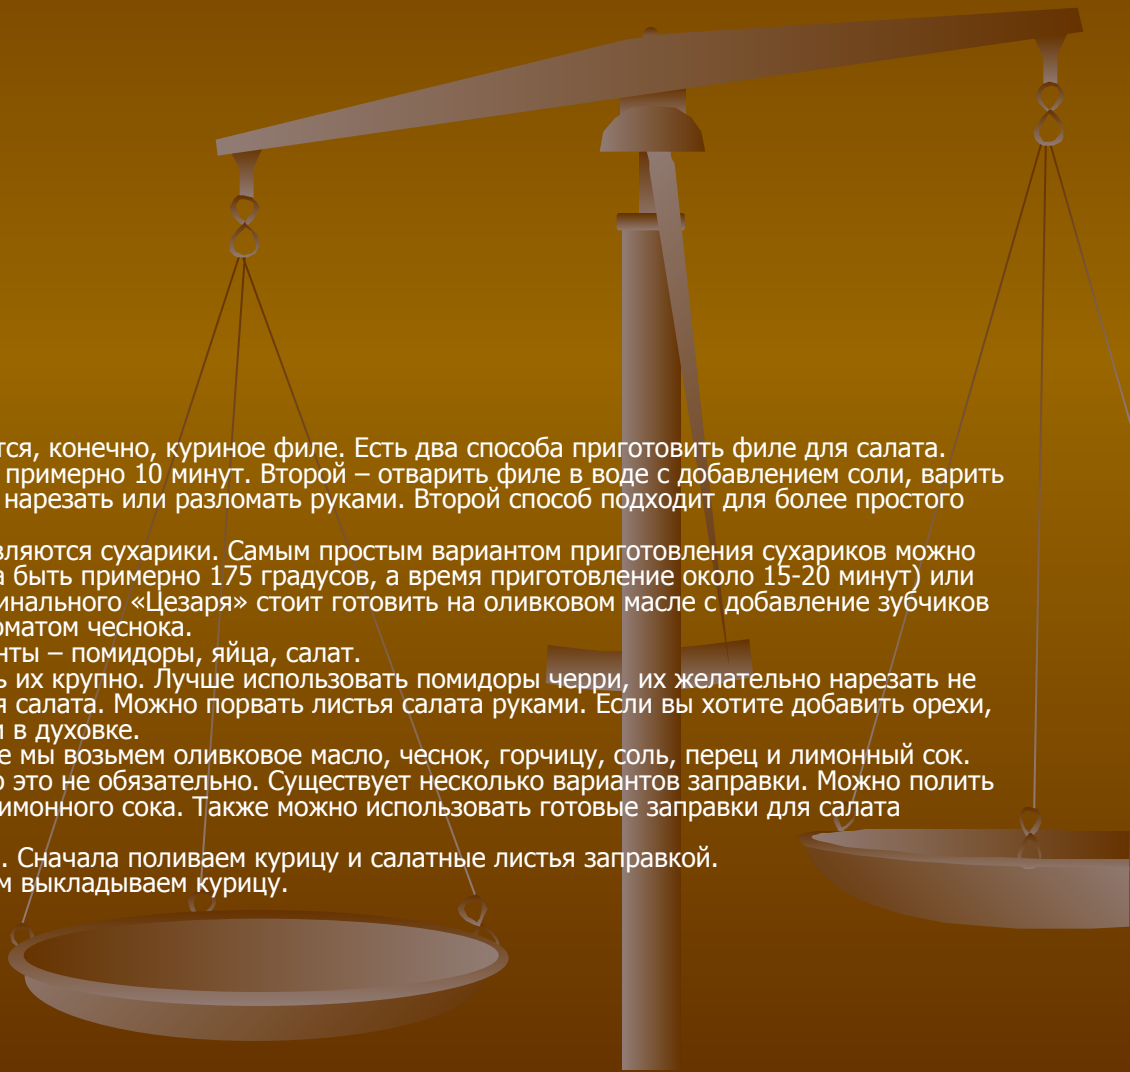 тся, конечно, куриное филе. Есть два способа приготовить филе для салата.
примерно 10 минут. Второй – отварить филе в воде с добавлением соли, варить
нарезать или разломать руками. Второй способ подходит для более простого
вляются сухарики. Самым простым вариантом приготовления сухариков можно
а быть примерно 175 градусов, а время приготовление около 15-20 минут) или
инального «Цезаря» стоит готовить на оливковом масле с добавление зубчиков
оматом чеснока.
нты – помидоры, яйца, салат.
ь их крупно. Лучше использовать помидоры черри, их желательно нарезать не
я салата. Можно порвать листья салата руками. Если вы хотите добавить орехи,
и в духовке.
е мы возьмем оливковое масло, чеснок, горчицу, соль, перец и лимонный сок.
о это не обязательно. Существует несколько вариантов заправки. Можно полить
имонного сока. Также можно использовать готовые заправки для салата
. Сначала поливаем курицу и салатные листья заправкой.
м выкладываем курицу.